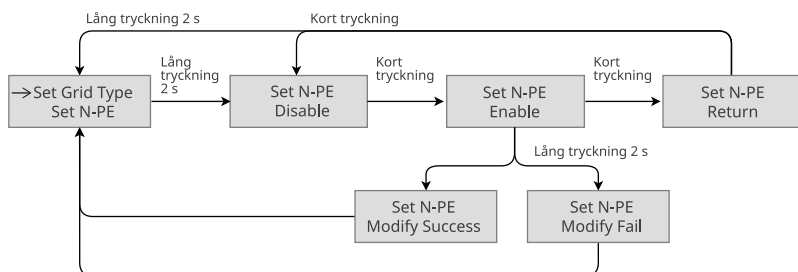 Lång tryckning 2 s
Kort tryckning
→Set Grid Type
Set N-PE
Lång
tryckning
2 s
Set N-PE
Disable
Kort
tryckning
Set N-PE
Enable
Kort
tryckning
Set N-PE
Return
Lång tryckning 2 s
Set N-PE
Modify Success
Set N-PE
Modify Fail